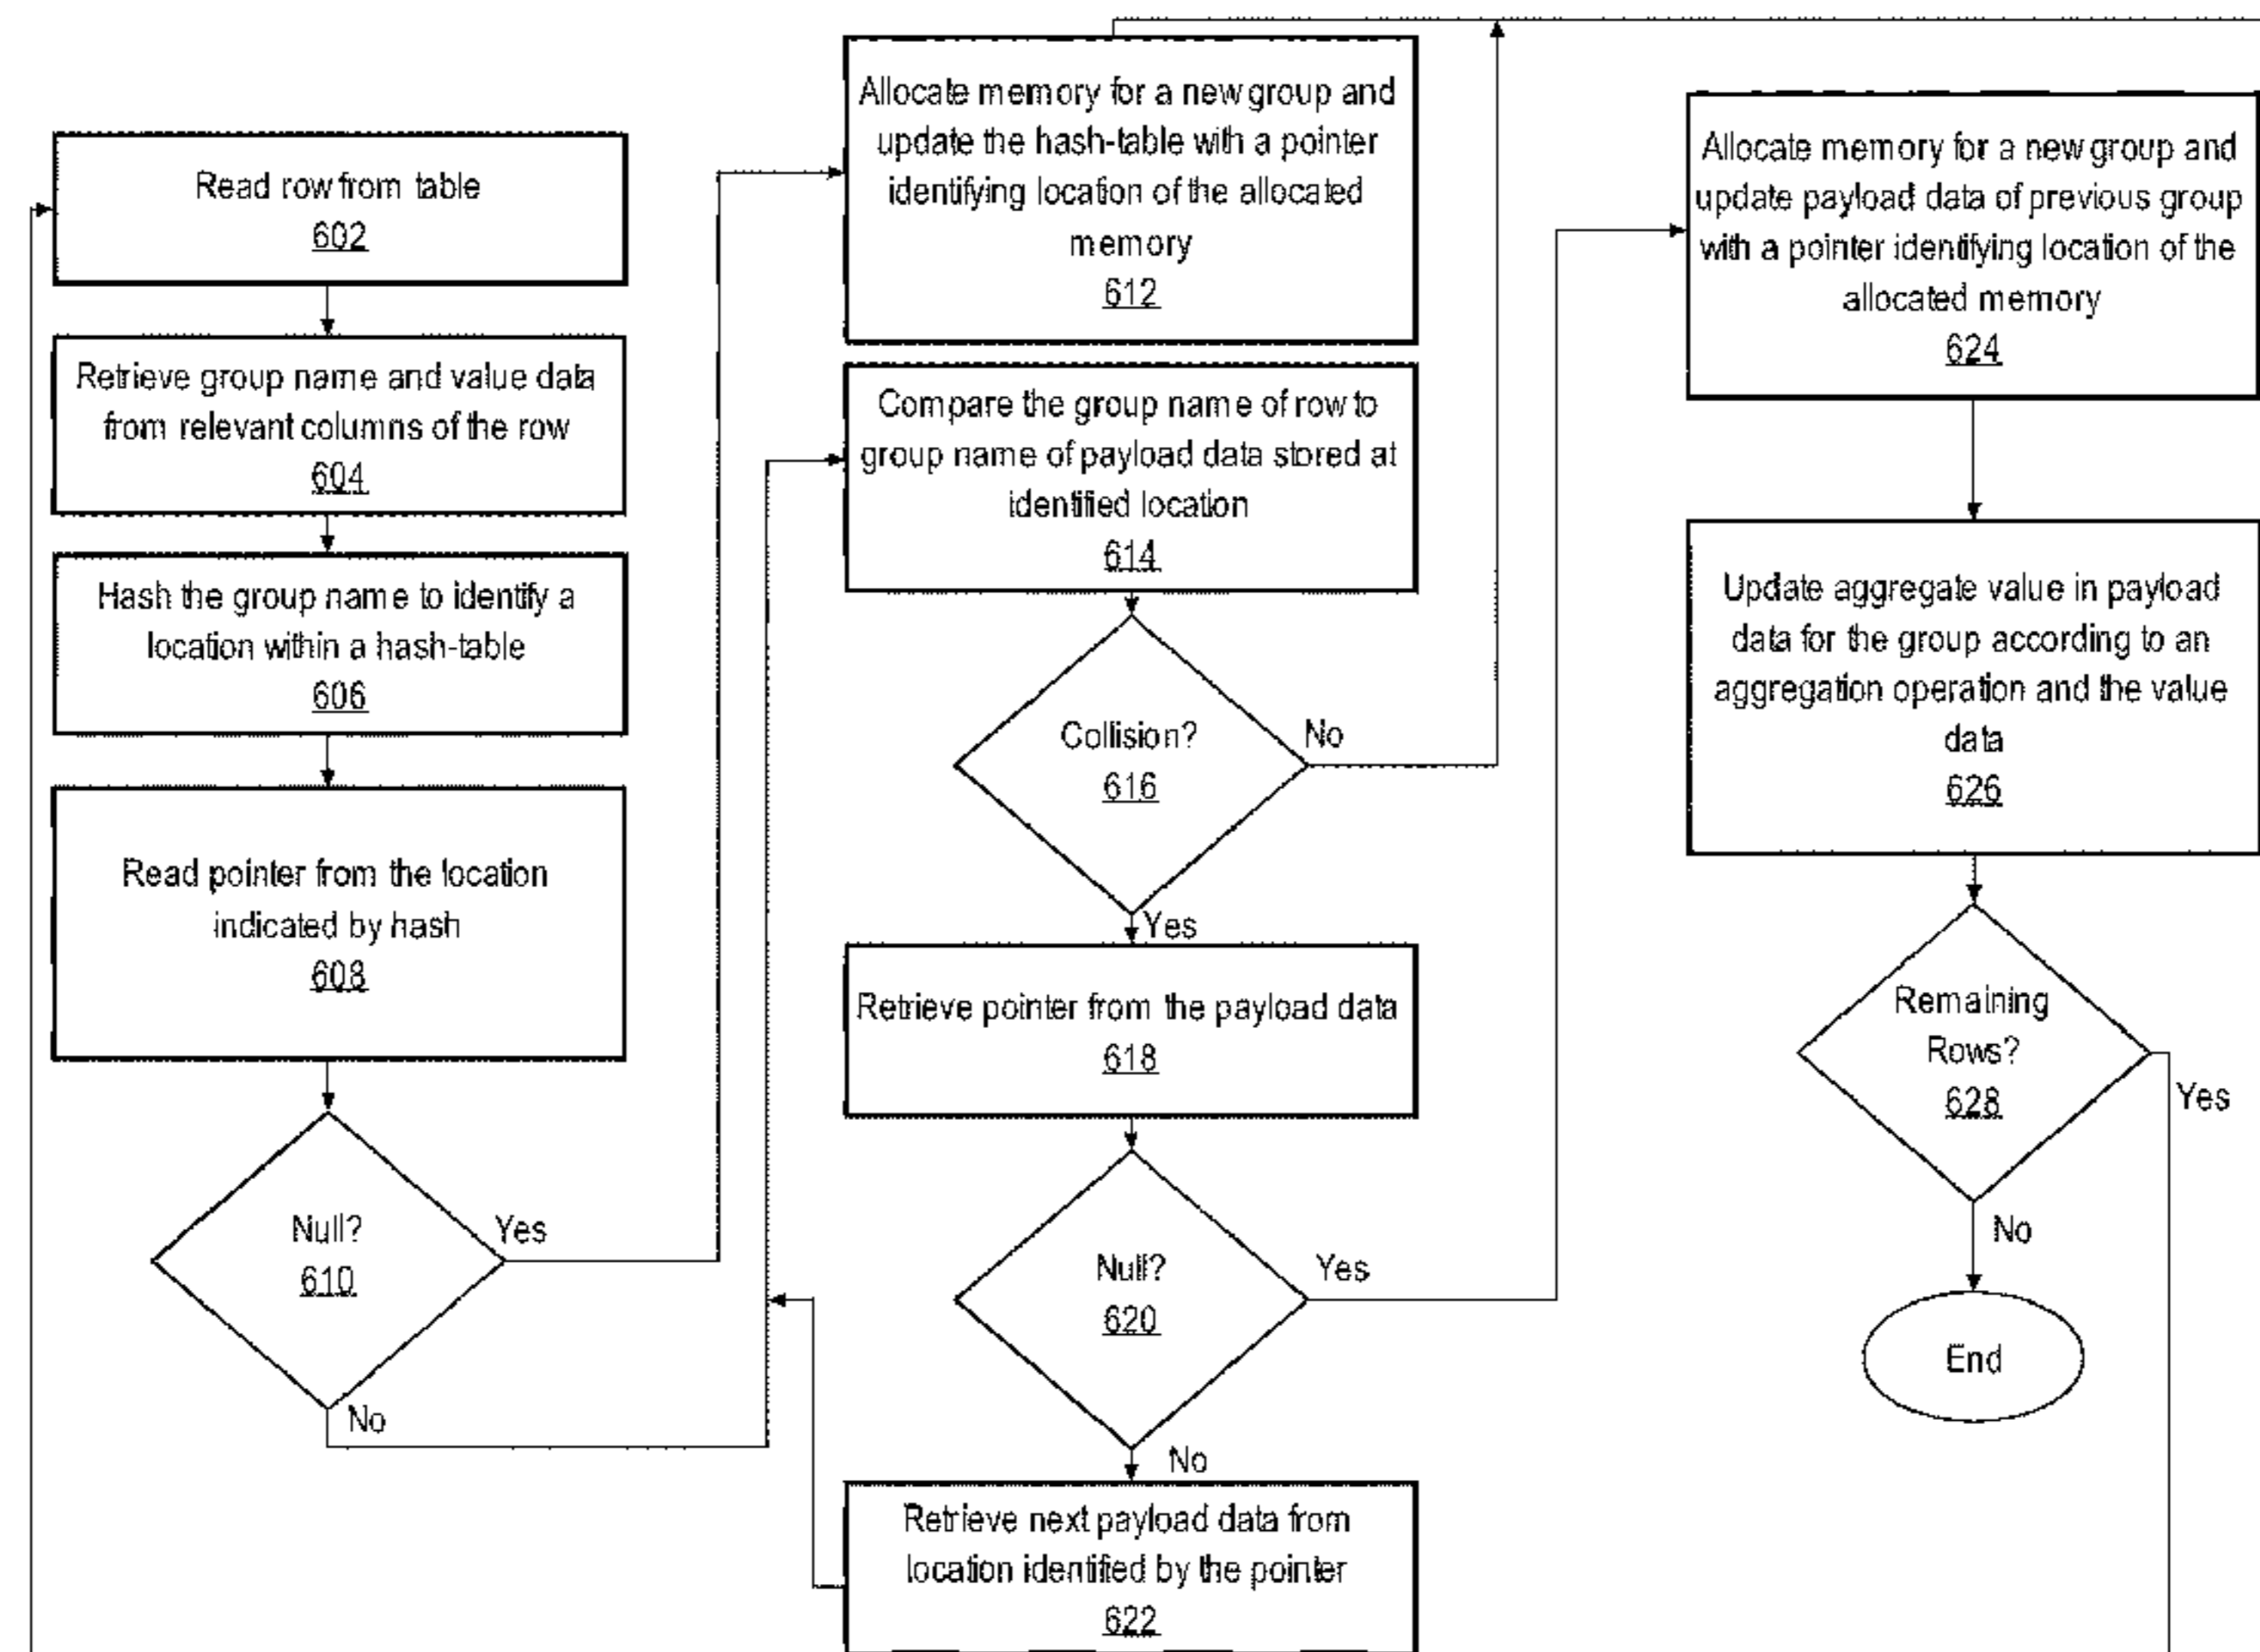 Read row from table
602
Retrieve group name and value data
from relevant columns of the row
604
Hash the group name to identify a
location within a hash-table
606
Read pointer from the location
indicated by hash
608
Null?
610
Yes
No
Allocate memory for a new group and
update the hash-table with a pointer
identifying location of the allocated
memory
612
Compare the group name of row to
group name of payload data stored at
identified location
614
Collision?
616
No
Yes
Retrieve pointer from the payload data
618
Null?
620
Yes
No
Retrieve next payload data from
location identified by the pointer
622
Allocate memory for a new group and
update payload data of previous group
with a pointer identifying location of the
allocated memory
624
Update aggregate value in payload
data for the group according to an
aggregation operation and the value
data
626
Remaining
Rows?
628
Yes
No
End